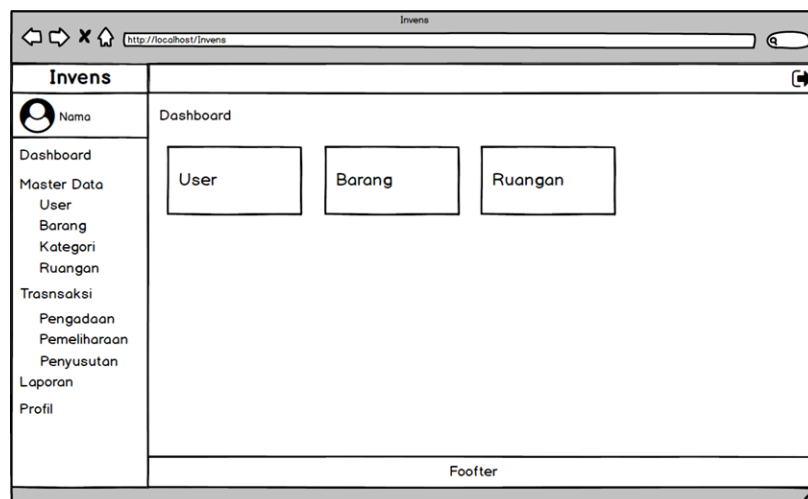 Invens
http://localhost/Invens
Invens
Nama
Dashboard
Master Data
User
Barang
Kategori
Ruangan
Trasnsaksi
Pengadaan
Pemeliharaan
Penyusutan
Laporan
Profil
Dashboard
User
Barang
Ruangan
Foofter